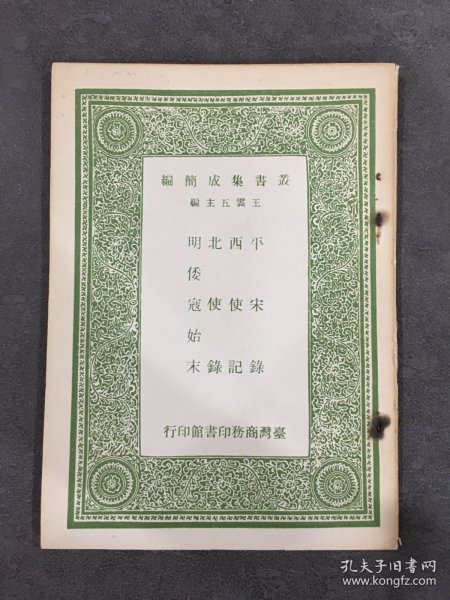 叢書集成簡編
王雲五主編
平宋錄
西使記
北使錄
明倭寇始末
臺灣商務印書館印行
孔夫子旧书网
www.kongfz.com